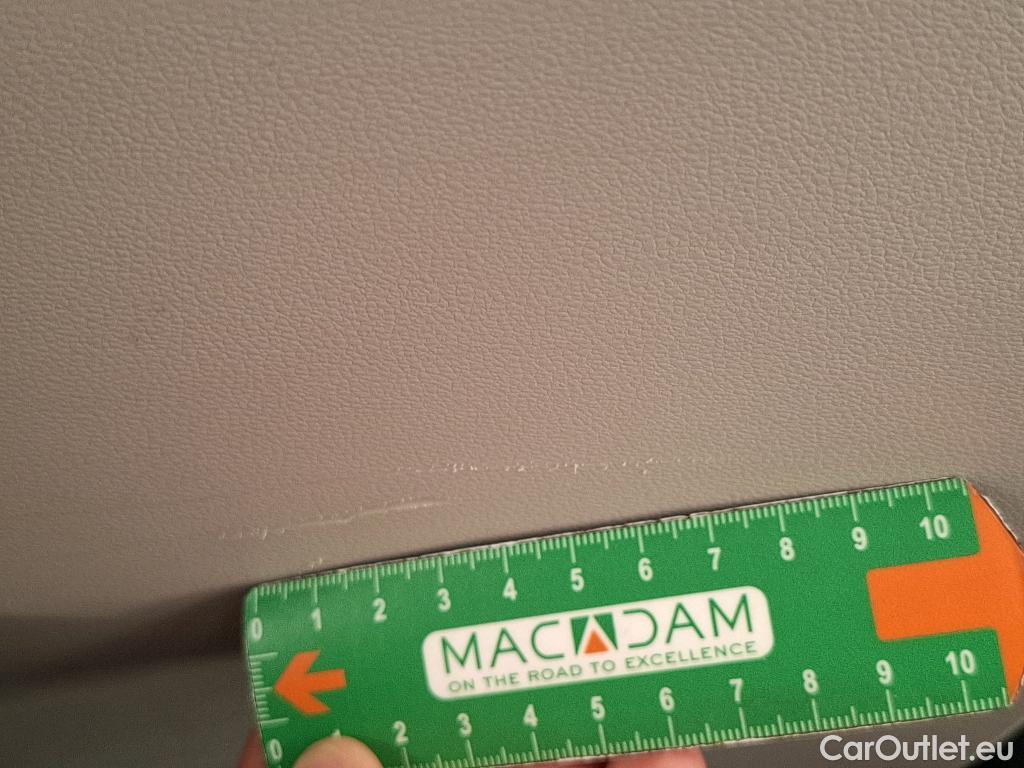 0 1 2 3 4 5 6 7 8 9 10
MACADAM
ON THE ROAD TO EXCELLENCE
0 1 2 3 4 5 6 7 8 9 10
CarOutlet.eu